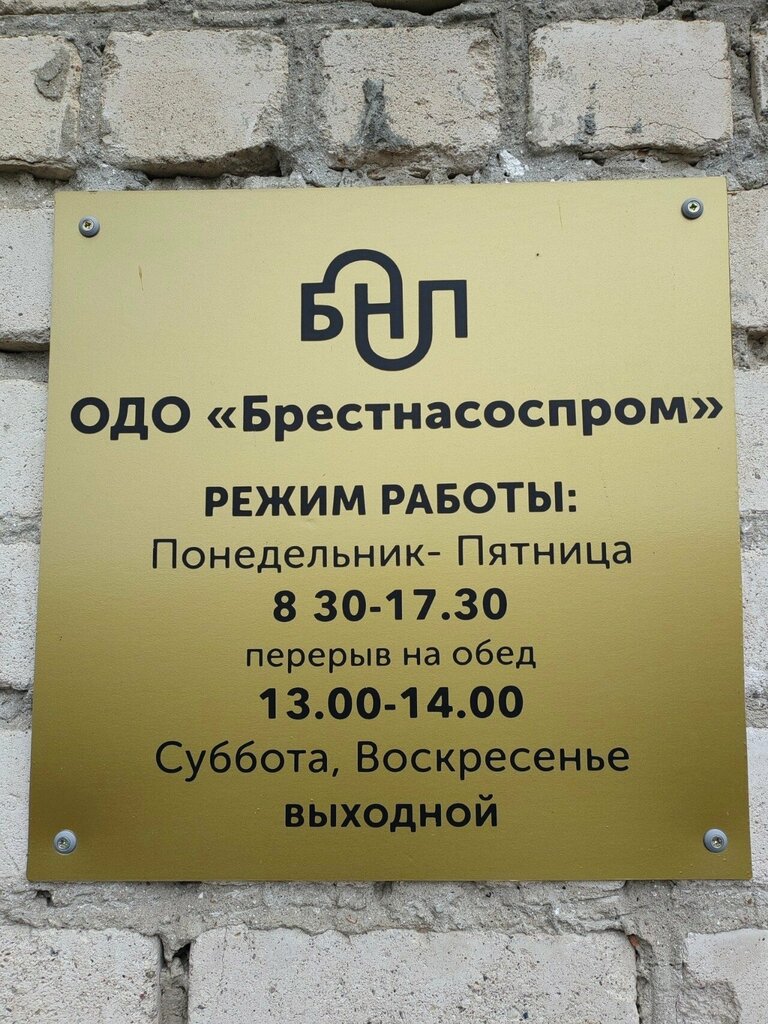 БНП
ОДО «Брестнасоспром»
РЕЖИМ РАБОТЫ:
Понедельник- Пятница
8 30-17.30
перерыв на обед
13.00-14.00
Суббота, Воскресенье
выходной